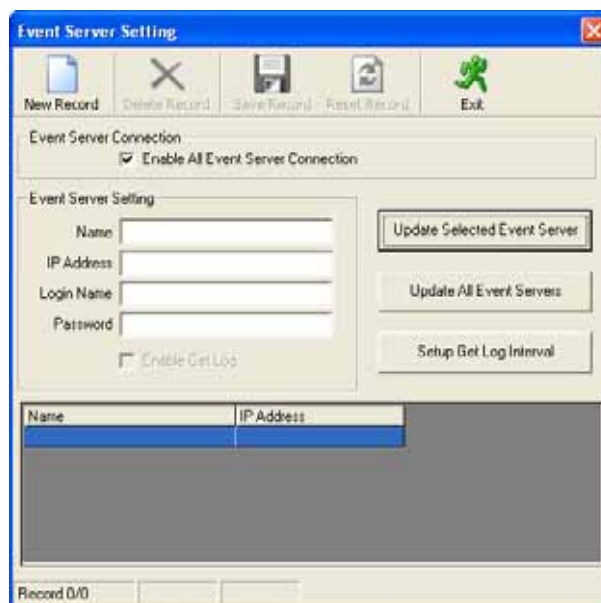 Event Server Setting
New Record Delete Record Save Record Reset Record Exit
Event Server Connection
Enable All Event Server Connection
Event Server Setting
Name
IP Address
Login Name
Password
Enable Get Log
Update Selected Event Server
Update All Event Servers
Setup Get Log Interval
Name IP Address
Record 0/0